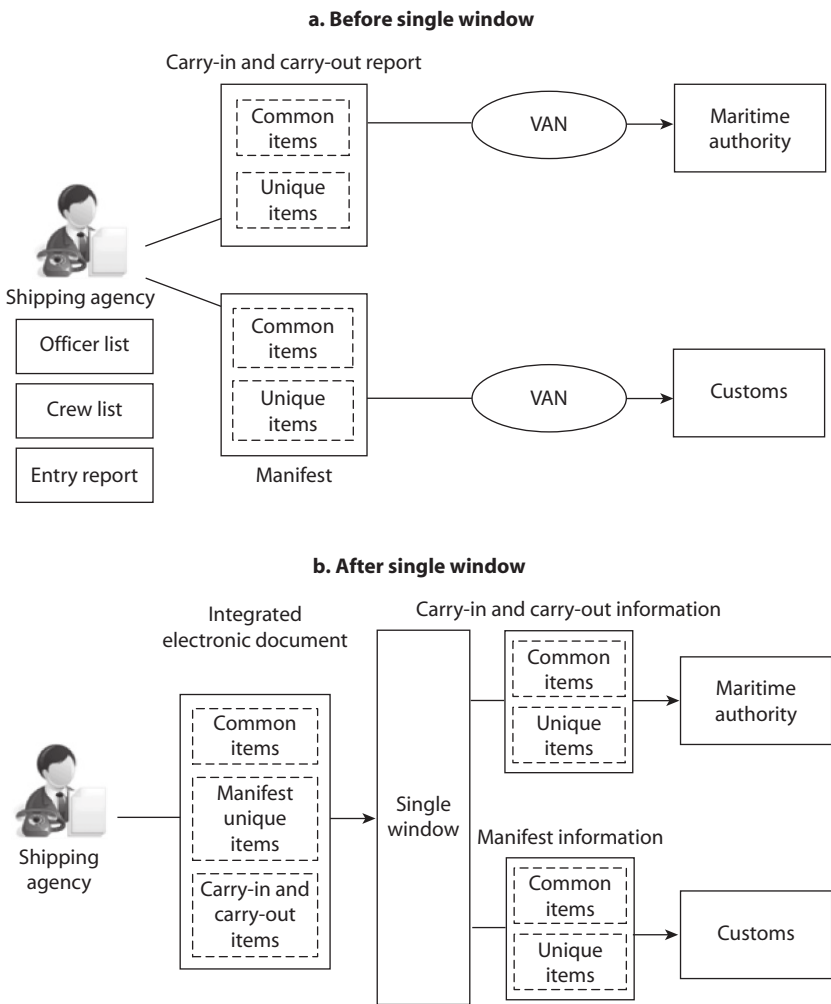 a. Before single window
Carry-in and carry-out report
Common
items
Unique
items
VAN
Maritime
authority
Shipping agency
Officer list
Crew list
Entry report
Common
items
Unique
items
Manifest
VAN
Customs
b. After single window
Integrated
electronic document
Common
items
Manifest
unique
items
Carry-in and
carry-out
items
Shipping
agency
Single
window
Carry-in and carry-out information
Common
items
Unique
items
Maritime
authority
Manifest information
Common
items
Unique
items
Customs